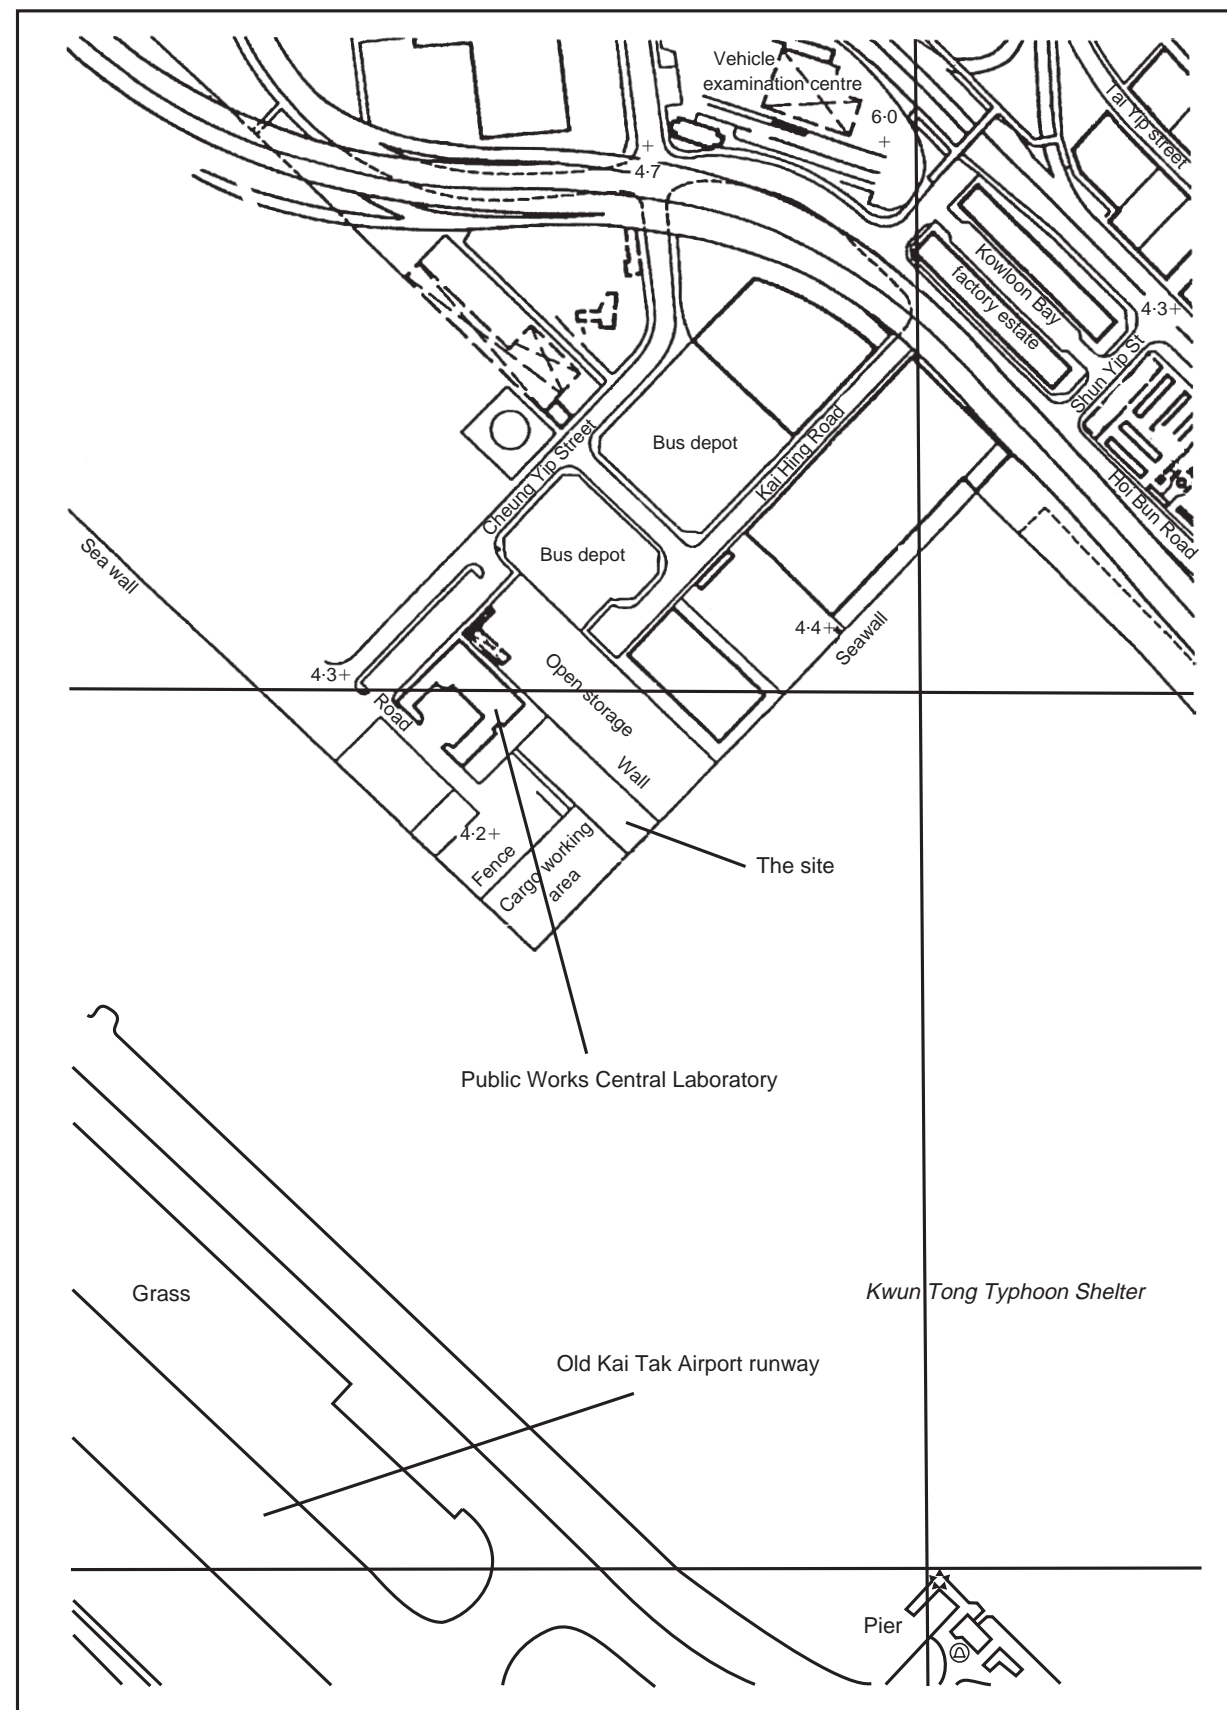 Vehicle
examination centre
6·0
+
+
4·7
Tai Yip street
Kowloon Bay
factory estate
4·3+
Shun Yip St
Hoi Bun Road
Bus depot
Kai Hing Road
Cheung Yip Street
Bus depot
Sea wall
4·4+
Seawall
4·3+
Road
Open storage
Wall
4·2+
Fence
Cargo working
area
The site
Public Works Central Laboratory
Grass
Kwun Tong Typhoon Shelter
Old Kai Tak Airport runway
Pier